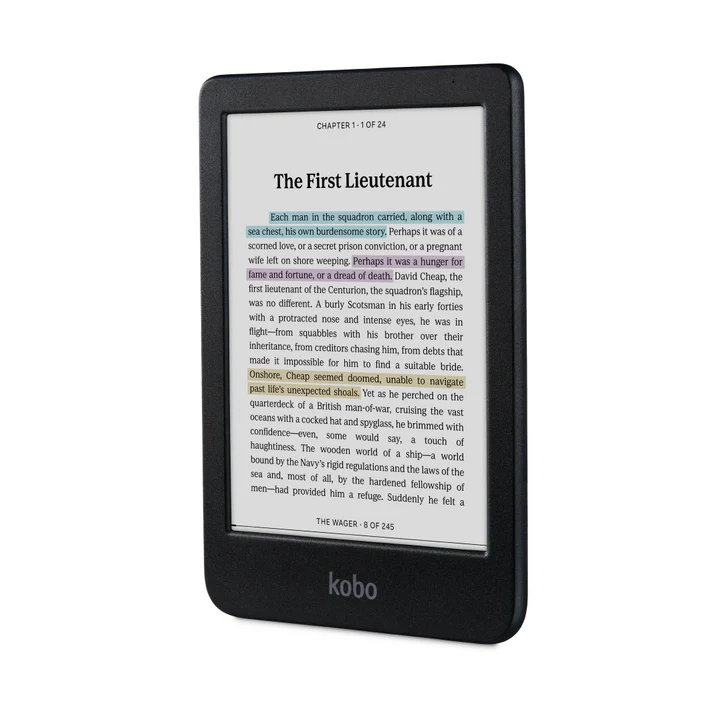 CHAPTER 1 - 1 OF 24
The First Lieutenant
Each man in the squadron carried, along with a
sea chest, his own burdensome story. Perhaps it was of a
scorned love, or a secret prison conviction, or a pregnant
wife left on shore weeping. Perhaps it was a hunger for
fame and fortune, or a dread of death. David Cheap, the
first lieutenant of the Centurion, the squadron's flagship,
was no different. A burly Scotsman in his early forties
with a protracted nose and intense eyes, he was in
flight—from squabbles with his brother over their
inheritance, from creditors chasing him, from debts that
made it impossible for him to find a suitable bride.
Onshore, Cheap seemed doomed, unable to navigate
past life's unexpected shoals. Yet as he perched on the
quarterdeck of a British man-of-war, cruising the vast
oceans with a cocked hat and spyglass, he brimmed with
confidence—even, some would say, a touch of
haughtiness. The wooden world of a ship—a world
bound by the Navy's rigid regulations and the laws of the
sea and, most of all, by the hardened fellowship of
men—had provided him a refuge. Suddenly he felt a
THE WAGER - 8 OF 245
kobo